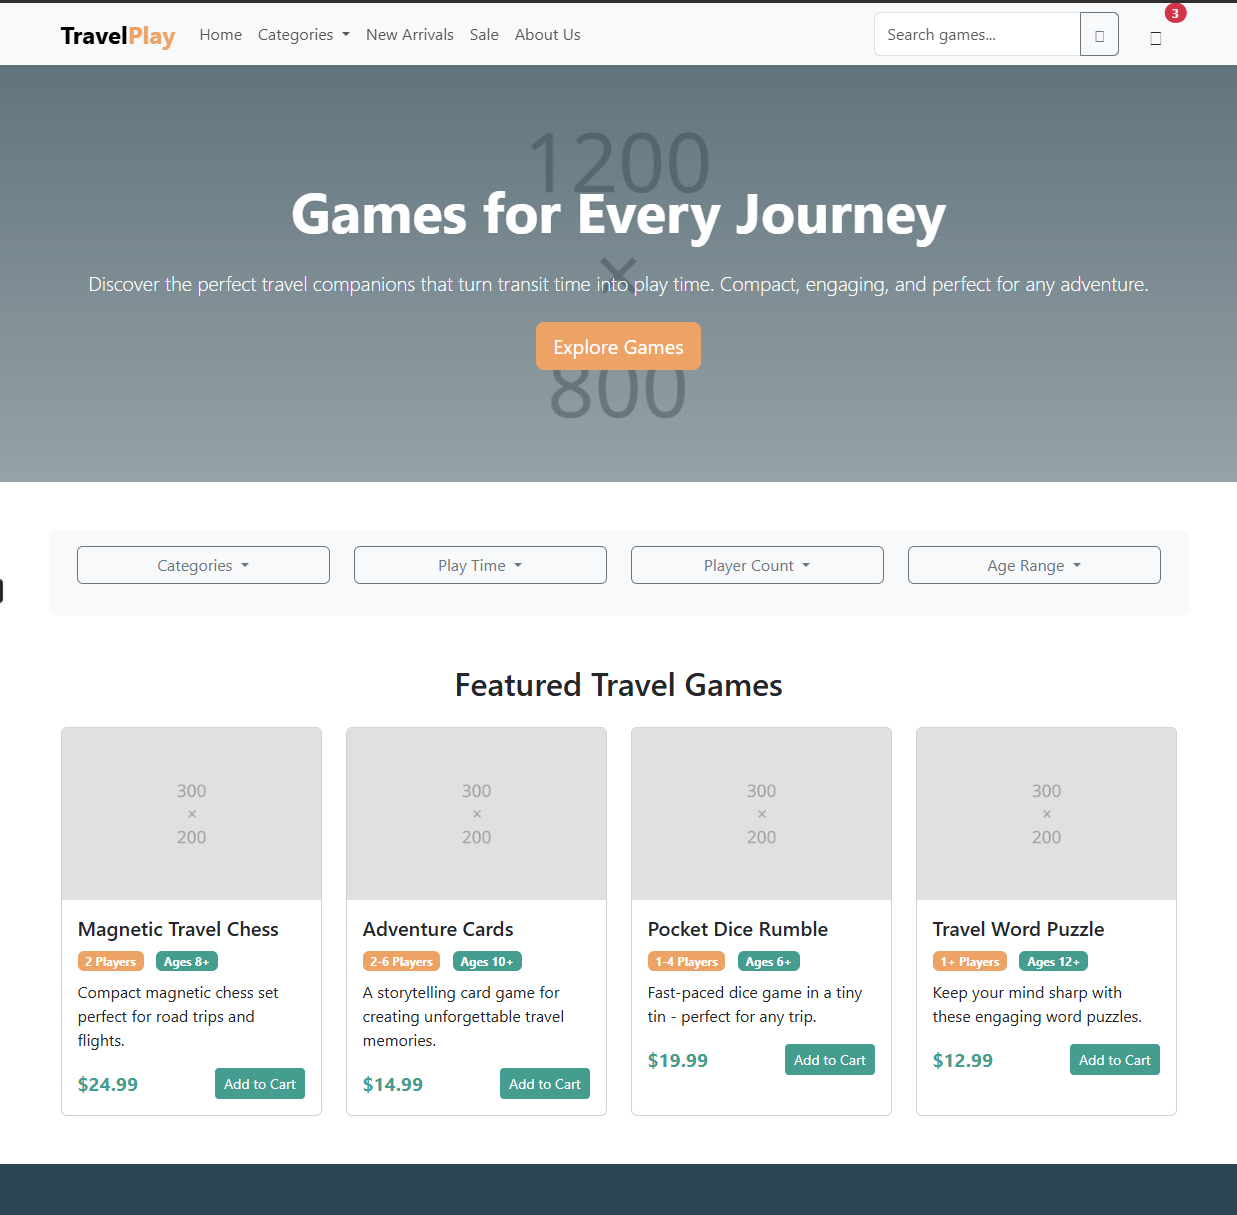 TravelPlay Home Categories New Arrivals Sale About Us Search games... 3
1200
Games for Every Journey
×
Discover the perfect travel companions that turn transit time into play time. Compact, engaging, and perfect for any adventure.
Explore Games
800
Categories Play Time Player Count Age Range
Featured Travel Games
300
×
200
Magnetic Travel Chess
2 Players Ages 8+
Compact magnetic chess set
perfect for road trips and
flights.
$24.99 Add to Cart
300
×
200
Adventure Cards
2-6 Players Ages 10+
A storytelling card game for
creating unforgettable travel
memories.
$14.99 Add to Cart
300
×
200
Pocket Dice Rumble
1-4 Players Ages 6+
Fast-paced dice game in a tiny
tin - perfect for any trip.
$19.99 Add to Cart
300
×
200
Travel Word Puzzle
1+ Players Ages 12+
Keep your mind sharp with
these engaging word puzzles.
$12.99 Add to Cart